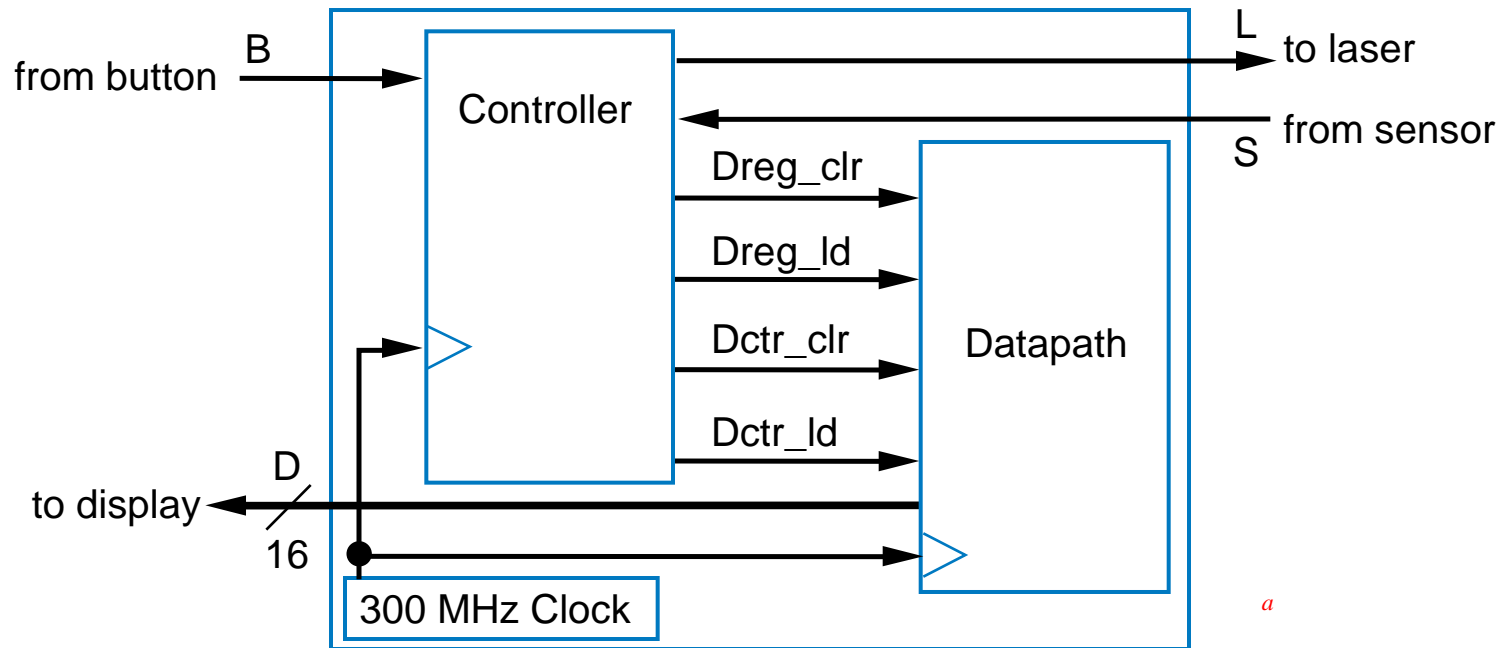 L
B
to laser
from button
Controller
from sensor
S
Dreg_clr
Dreg_ld
Dctr_clr
Datapath
Dctr_ld
D
to display
16
300 MHz Clock
a